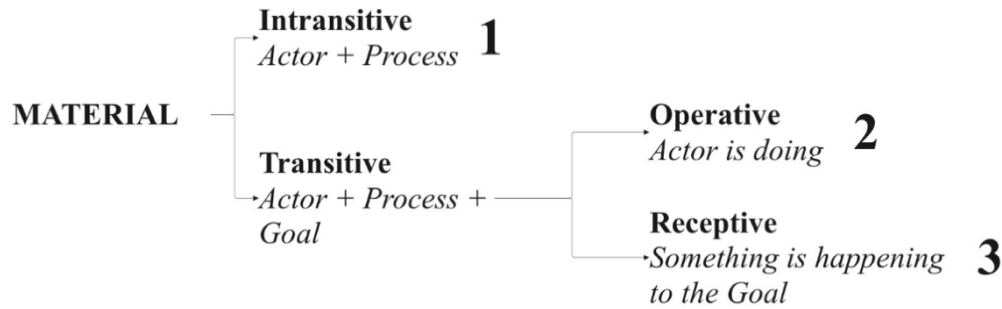 Intransitive
Actor + Process
1
MATERIAL
Transitive
Actor + Process +
Goal
Operative
Actor is doing
2
Receptive
Something is happening
to the Goal
3